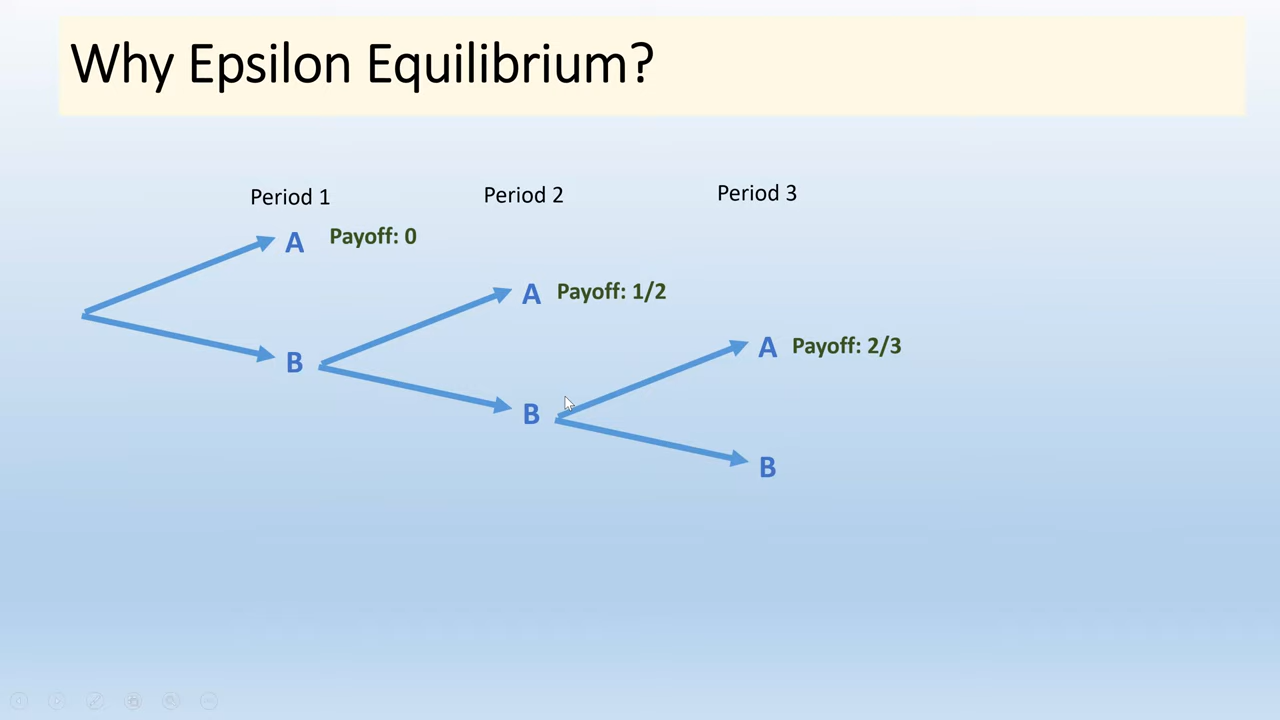 Why Epsilon Equilibrium?
Period 1
Period 2
Period 3
A Payoff: 0
A Payoff: 1/2
A Payoff: 2/3
B
B
B